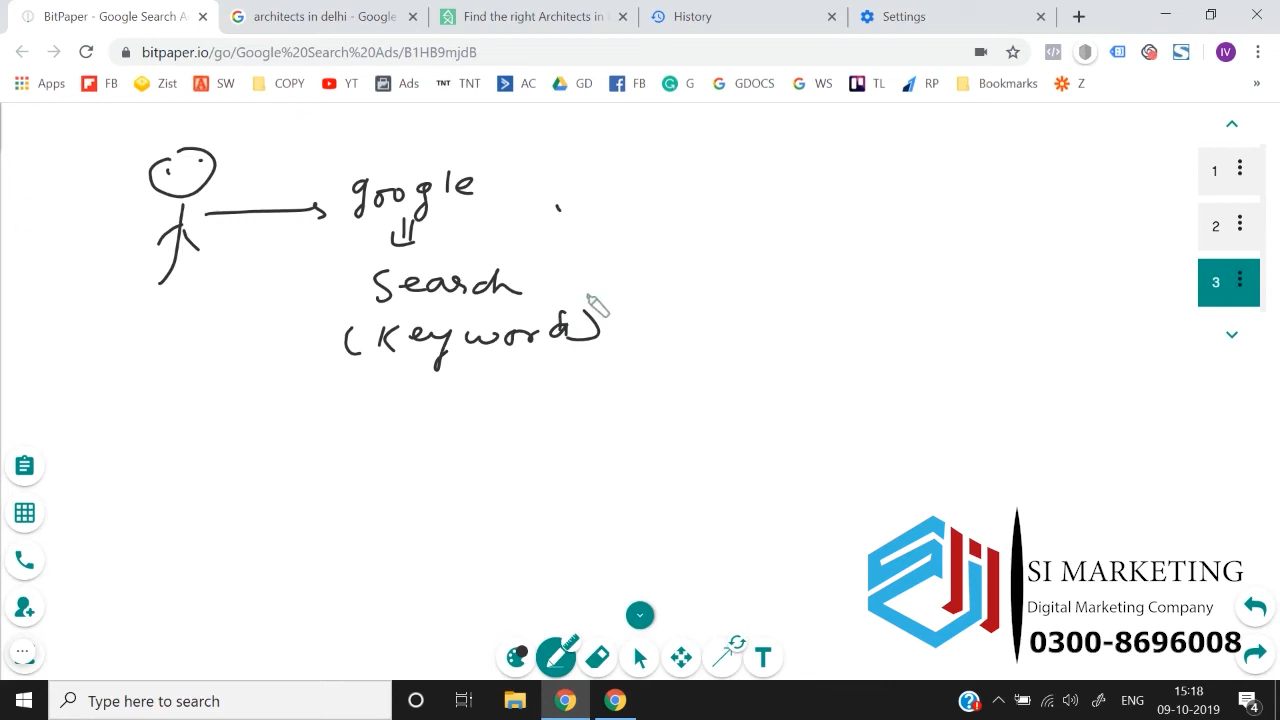 BitPaper - Google Search A
architects in delhi - Google
Find the right Architects in
History
Settings
bitpaper.io/go/Google%20Search%20Ads/B1HB9mjdB
IV
Apps
FB
Zist
SW
COPY
YT
Ads
TNT TNT
AC
GD
FB
G
GDOCS
WS
TL
RP
Bookmarks
Z
»
google
Search
(Keyword)
1
2
3
SI MARKETING
Digital Marketing Company
0300-8696008
T
Type here to search
ENG
15:18
09-10-2019
4